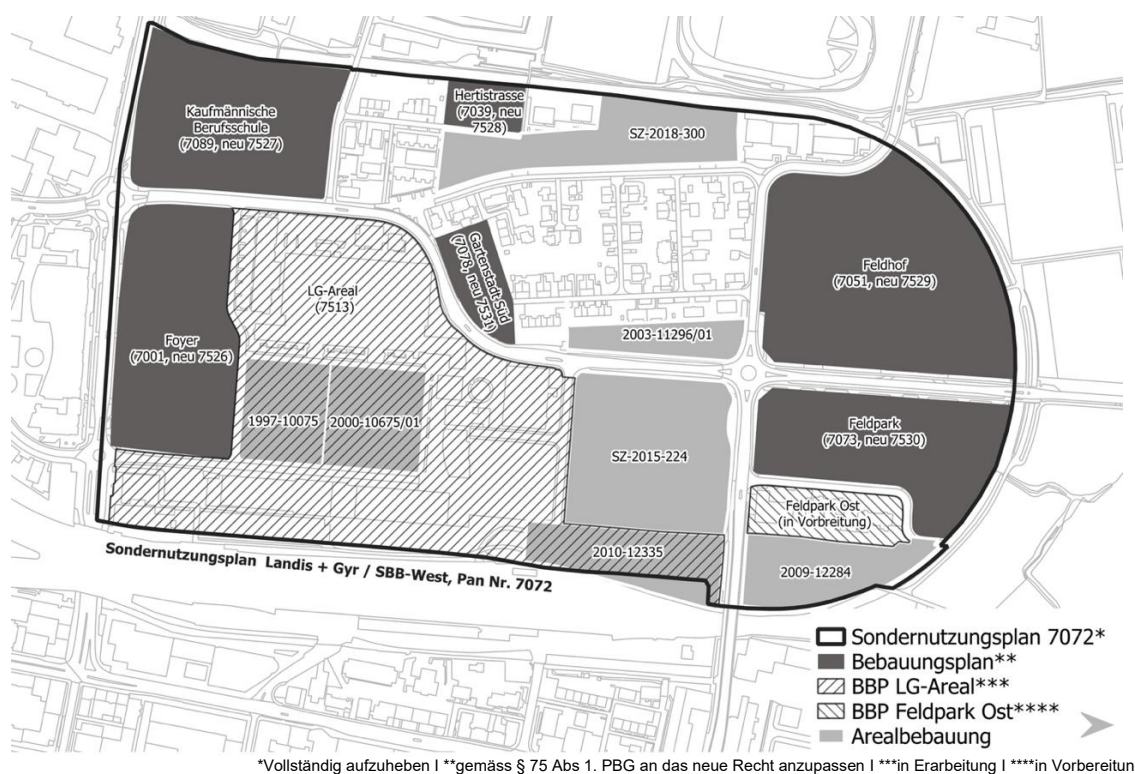 Kaufmännische
Berufsschule
(7089, neu 7527)
Hertistrasse
(7039, neu
7528)
SZ-2018-300
Gartenstadt-Süd
(7078, neu 7531)
Feldhof
(7051, neu 7529)
LG-Areal
(7513)
Foyer
(7001, neu 7526)
2003-11296/01
1997-10075
2000-10675/01
SZ-2015-224
Feldpark
(7073, neu 7530)
Feldpark Ost
(in Vorbereitung)
2010-12335
2009-12284
Sondernutzungsplan Landis + Gyr / SBB-West, Pan Nr. 7072
Sondernutzungsplan 7072*
Bebauungsplan**
BBP LG-Areal***
BBP Feldpark Ost****
Arealbebauung
*Vollständig aufzuheben I **gemäss § 75 Abs 1. PBG an das neue Recht anzupassen I ***in Erarbeitung I ****in Vorbereitun